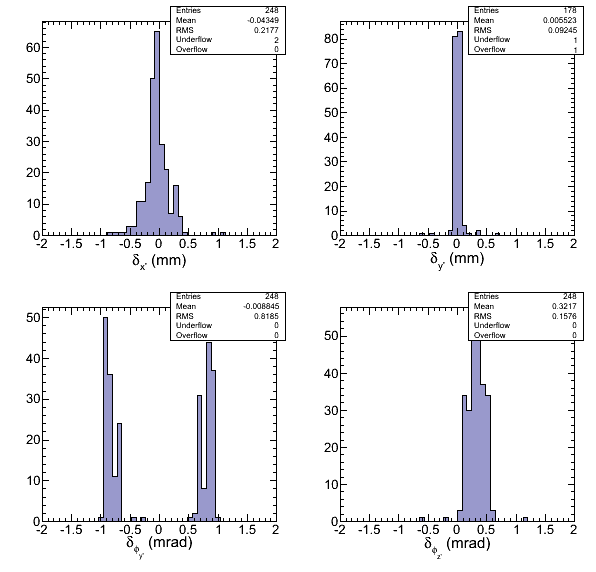 Entries 248
Mean -0.04349
RMS 0.2177
Underflow 2
Overflow 0
60
50
40
30
20
10
0
-2 -1.5 -1 -0.5 0 0.5 1 1.5 2
δx' (mm)
Entries 178
Mean 0.005523
RMS 0.09245
Underflow 1
Overflow 1
80
70
60
50
40
30
20
10
0
-2 -1.5 -1 -0.5 0 0.5 1 1.5 2
δy' (mm)
Entries 248
Mean -0.008845
RMS 0.8185
Underflow 0
Overflow 0
50
40
30
20
10
0
-2 -1.5 -1 -0.5 0 0.5 1 1.5 2
δϕy' (mrad)
Entries 248
Mean 0.3217
RMS 0.1576
Underflow 0
Overflow 0
50
40
30
20
10
0
-2 -1.5 -1 -0.5 0 0.5 1 1.5 2
δϕz' (mrad)